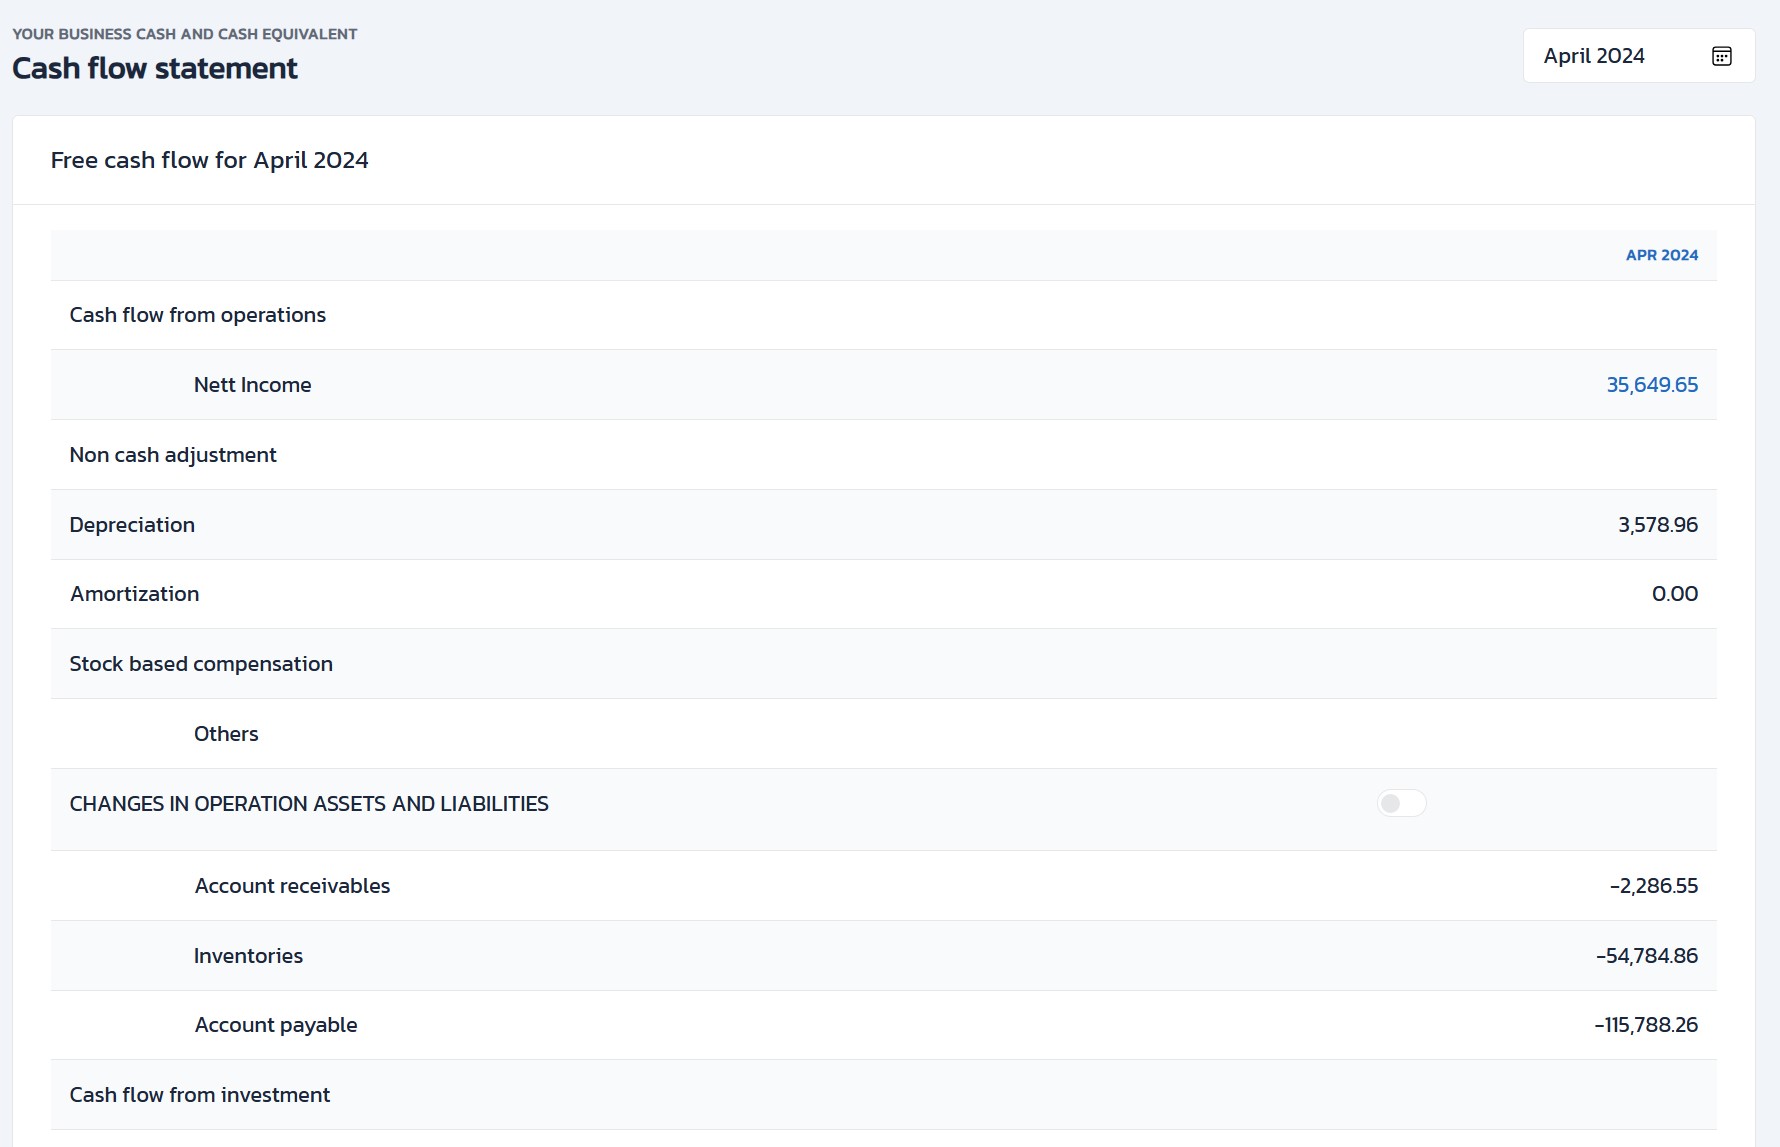 YOUR BUSINESS CASH AND CASH EQUIVALENT
Cash flow statement
April 2024
Free cash flow for April 2024
APR 2024
Cash flow from operations
Nett Income 35,649.65
Non cash adjustment
Depreciation 3,578.96
Amortization 0.00
Stock based compensation
Others
CHANGES IN OPERATION ASSETS AND LIABILITIES
Account receivables -2,286.55
Inventories -54,784.86
Account payable -115,788.26
Cash flow from investment